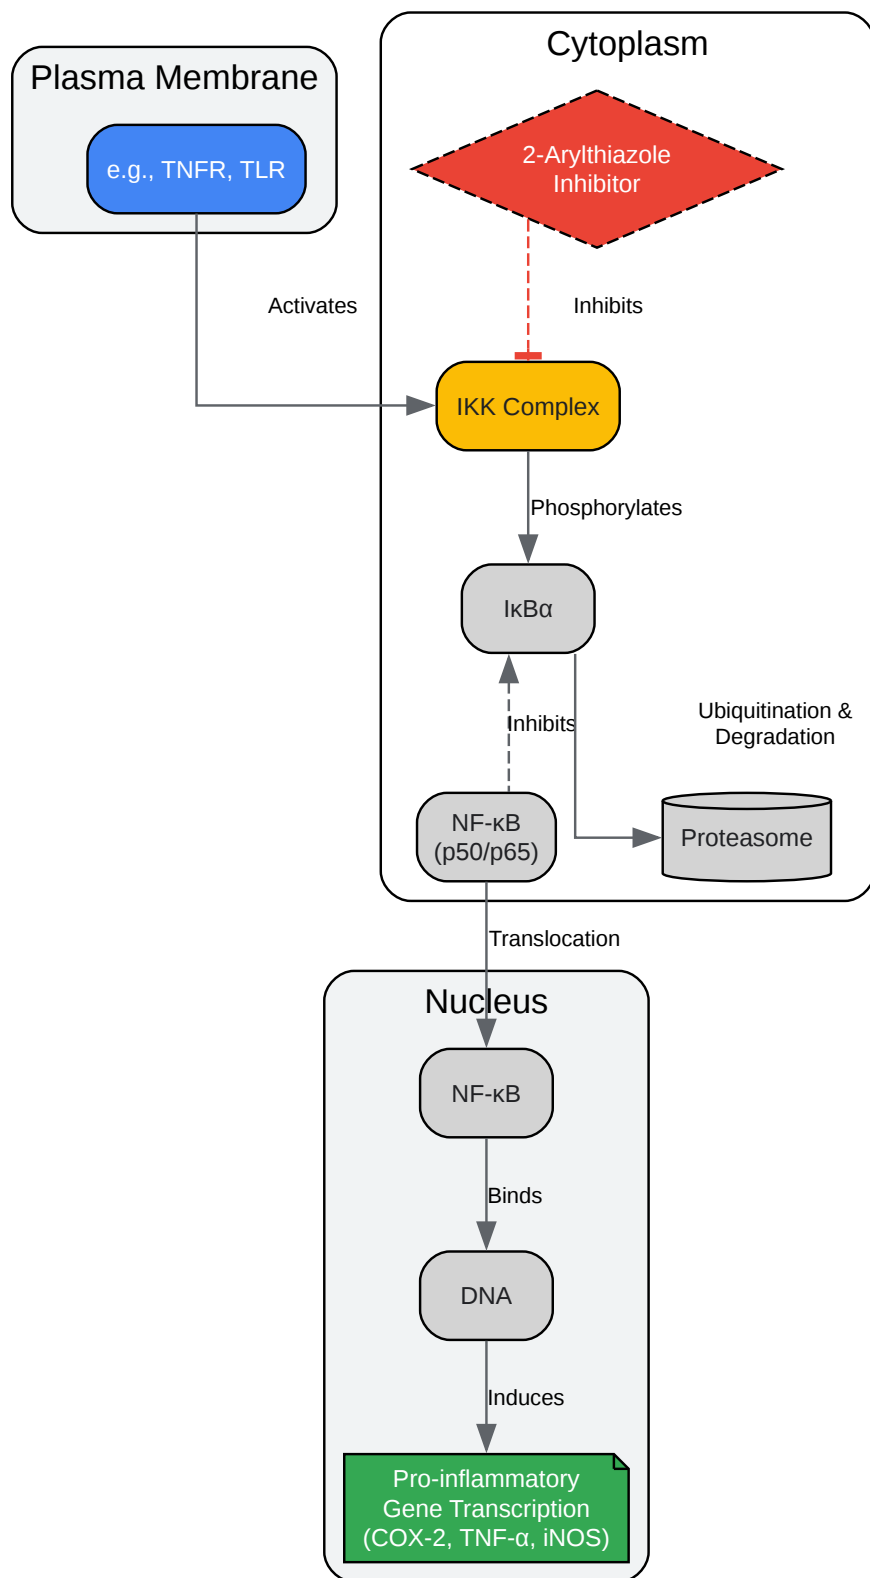 Plasma Membrane
e.g., TNFR, TLR
Cytoplasm
2-Arylthiazole
Inhibitor
Activates
Inhibits
IKK Complex
Phosphorylates
IκBα
Inhibits
Ubiquitination &
Degradation
NF-κB
(p50/p65)
Proteasome
Translocation
Nucleus
NF-κB
Binds
DNA
Induces
Pro-inflammatory
Gene Transcription
(COX-2, TNF-α, iNOS)